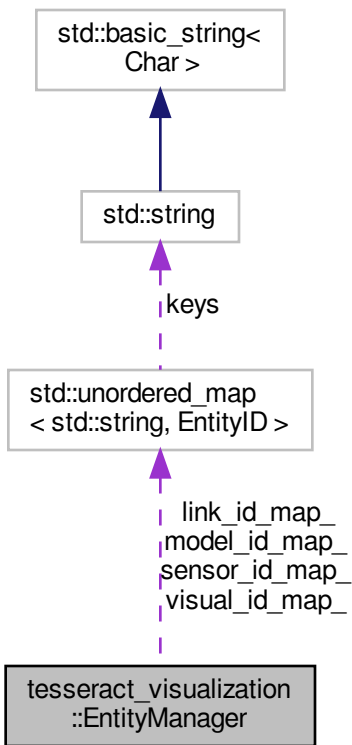 std::basic_string<
Char >
std::string
keys
std::unordered_map
< std::string, EntityID >
link_id_map_
model_id_map_
sensor_id_map_
visual_id_map_
tesseract_visualization
::EntityManager